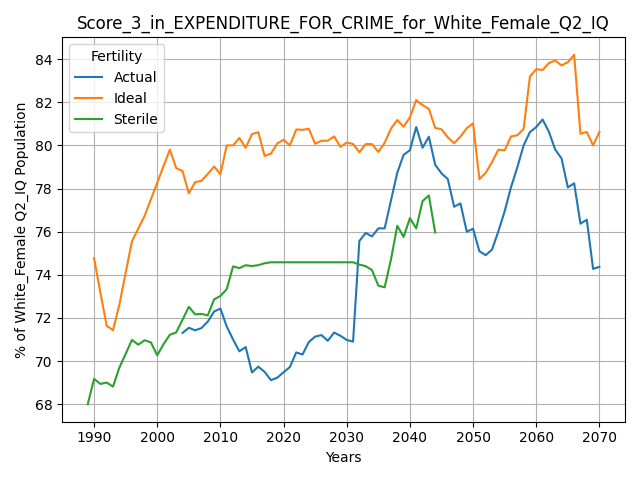 Score_3_in_EXPENDITURE_FOR_CRIME_for_White_Female_Q2_IQ
Fertility
Actual
Ideal
Sterile
% of White_Female Q2_IQ Population
84
82
80
78
76
74
72
70
68
1990 2000 2010 2020 2030 2040 2050 2060 2070
Years